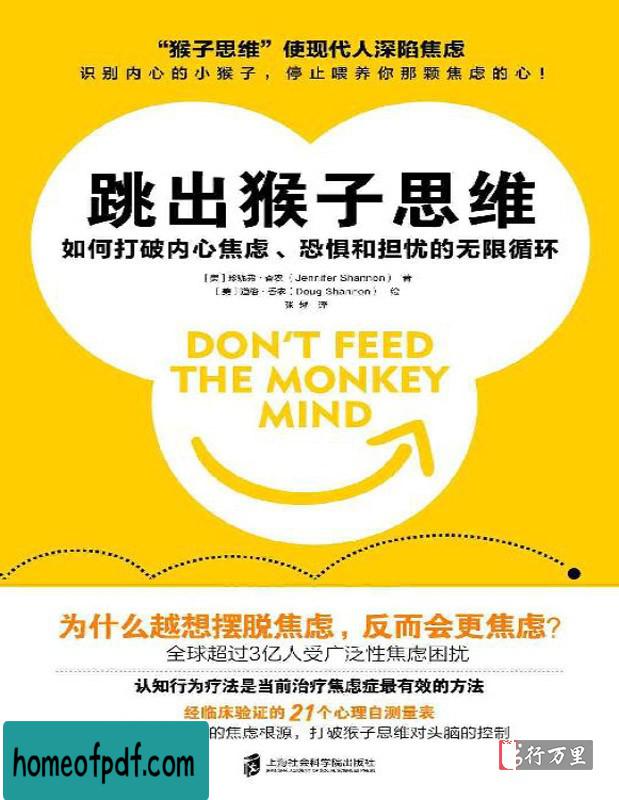 “猴子思维”使现代人深陷焦虑
识别内心的小猴子，停止喂养你那颗焦虑的心！
跳出猴子思维
如何打破内心焦虑、恐惧和担忧的无限循环
[美]珍妮弗·香农（Jennifer Shannon） 著
[美]道格·香农（Doug Shannon） 绘
张 译
DON'T FEED
THE MONKEY
MIND
为什么越想摆脱焦虑，反而会更焦虑？
全球超过3亿人受广泛性焦虑困扰
认知行为疗法是当前治疗焦虑症最有效的方法
经临床验证的21个心理自测量表
的焦虑根源，打破猴子思维对头脑的控制
上海社会科学院出版社
homeofpdf.com
书行万里